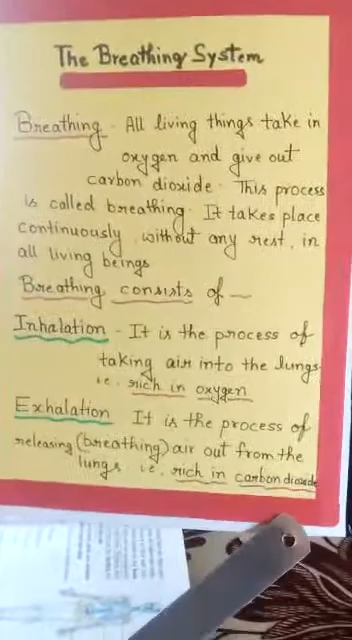 The Breathing System
Breathing - All living things take in
oxygen and give out
carbon dioxide. This process
is called breathing. It takes place
continuously, without any rest, in
all living beings
Breathing consists of —
Inhalation - It is the process of
taking air into the lungs
i.e. rich in oxygen
Exhalation It is the process of
releasing (breathing) air out from the
lungs i.e. rich in carbon dioxide